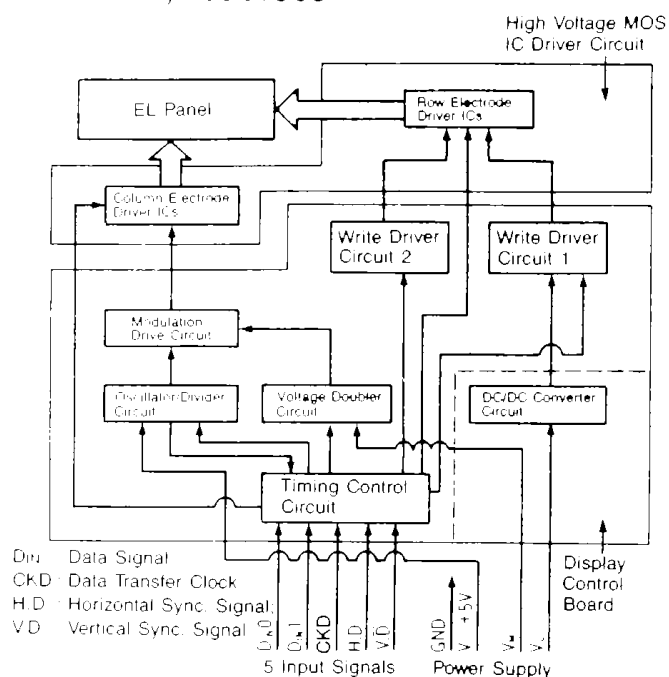 High Voltage MOS
IC Driver Circuit
EL Panel
Row Electrode
Driver ICs
Column Electrode
Driver ICs
Write Driver
Circuit 2
Write Driver
Circuit 1
Modulation
Drive Circuit
Oscillator/Divider
Circuit
Voltage Doubler
Circuit
DC/DC Converter
Circuit
Timing Control
Circuit
DIN : Data Signal
CKD : Data Transfer Clock
H.D : Horizontal Sync. Signal
V.D : Vertical Sync. Signal
Display
Control
Board
DIN0
DIN1
CKD
H.D
V.D
GND
V +5V
VM
5 Input Signals
Power Supply